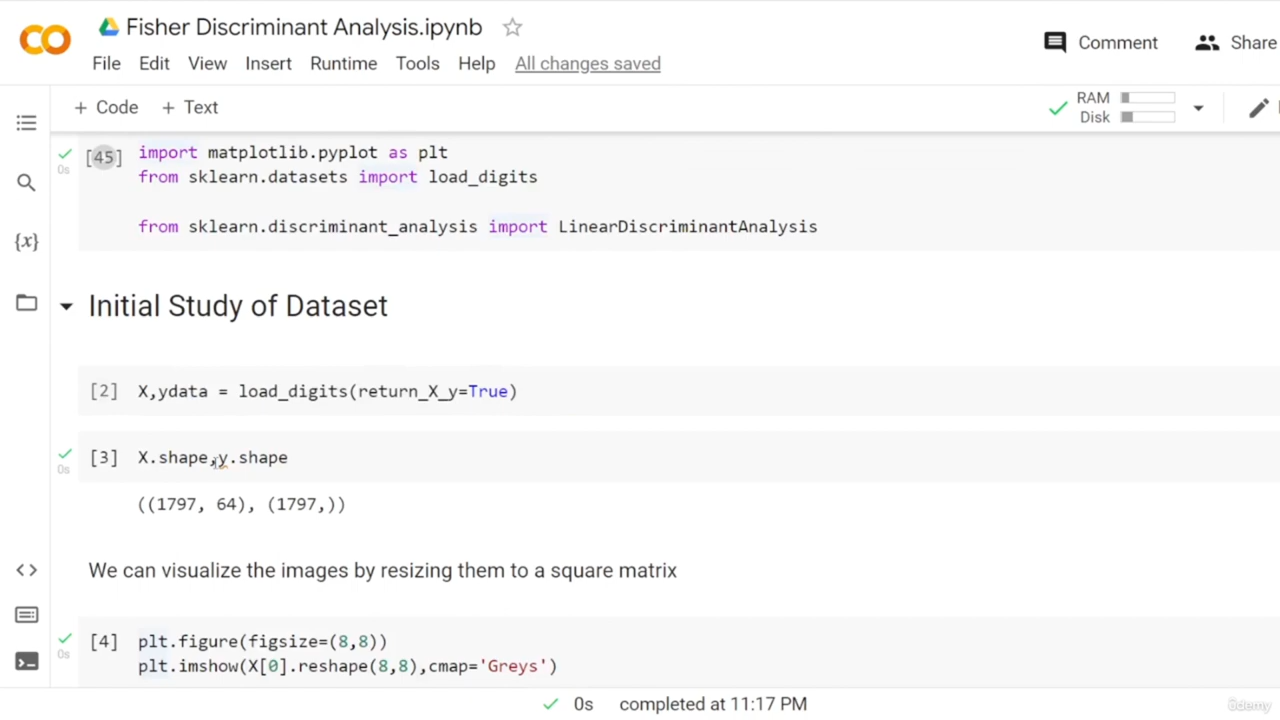 Fisher Discriminant Analysis.ipynb
Comment
Share
File Edit View Insert Runtime Tools Help All changes saved
+ Code + Text
RAM
Disk
[45] import matplotlib.pyplot as plt
0s
from sklearn.datasets import load_digits
from sklearn.discriminant_analysis import LinearDiscriminantAnalysis
{x}
Initial Study of Dataset
[2] X,ydata = load_digits(return_X_y=True)
[3] X.shape,y.shape
0s
((1797, 64), (1797,))
We can visualize the images by resizing them to a square matrix
[4] plt.figure(figsize=(8,8))
0s
plt.imshow(X[0].reshape(8,8),cmap='Greys')
0s completed at 11:17 PM
ûdemy